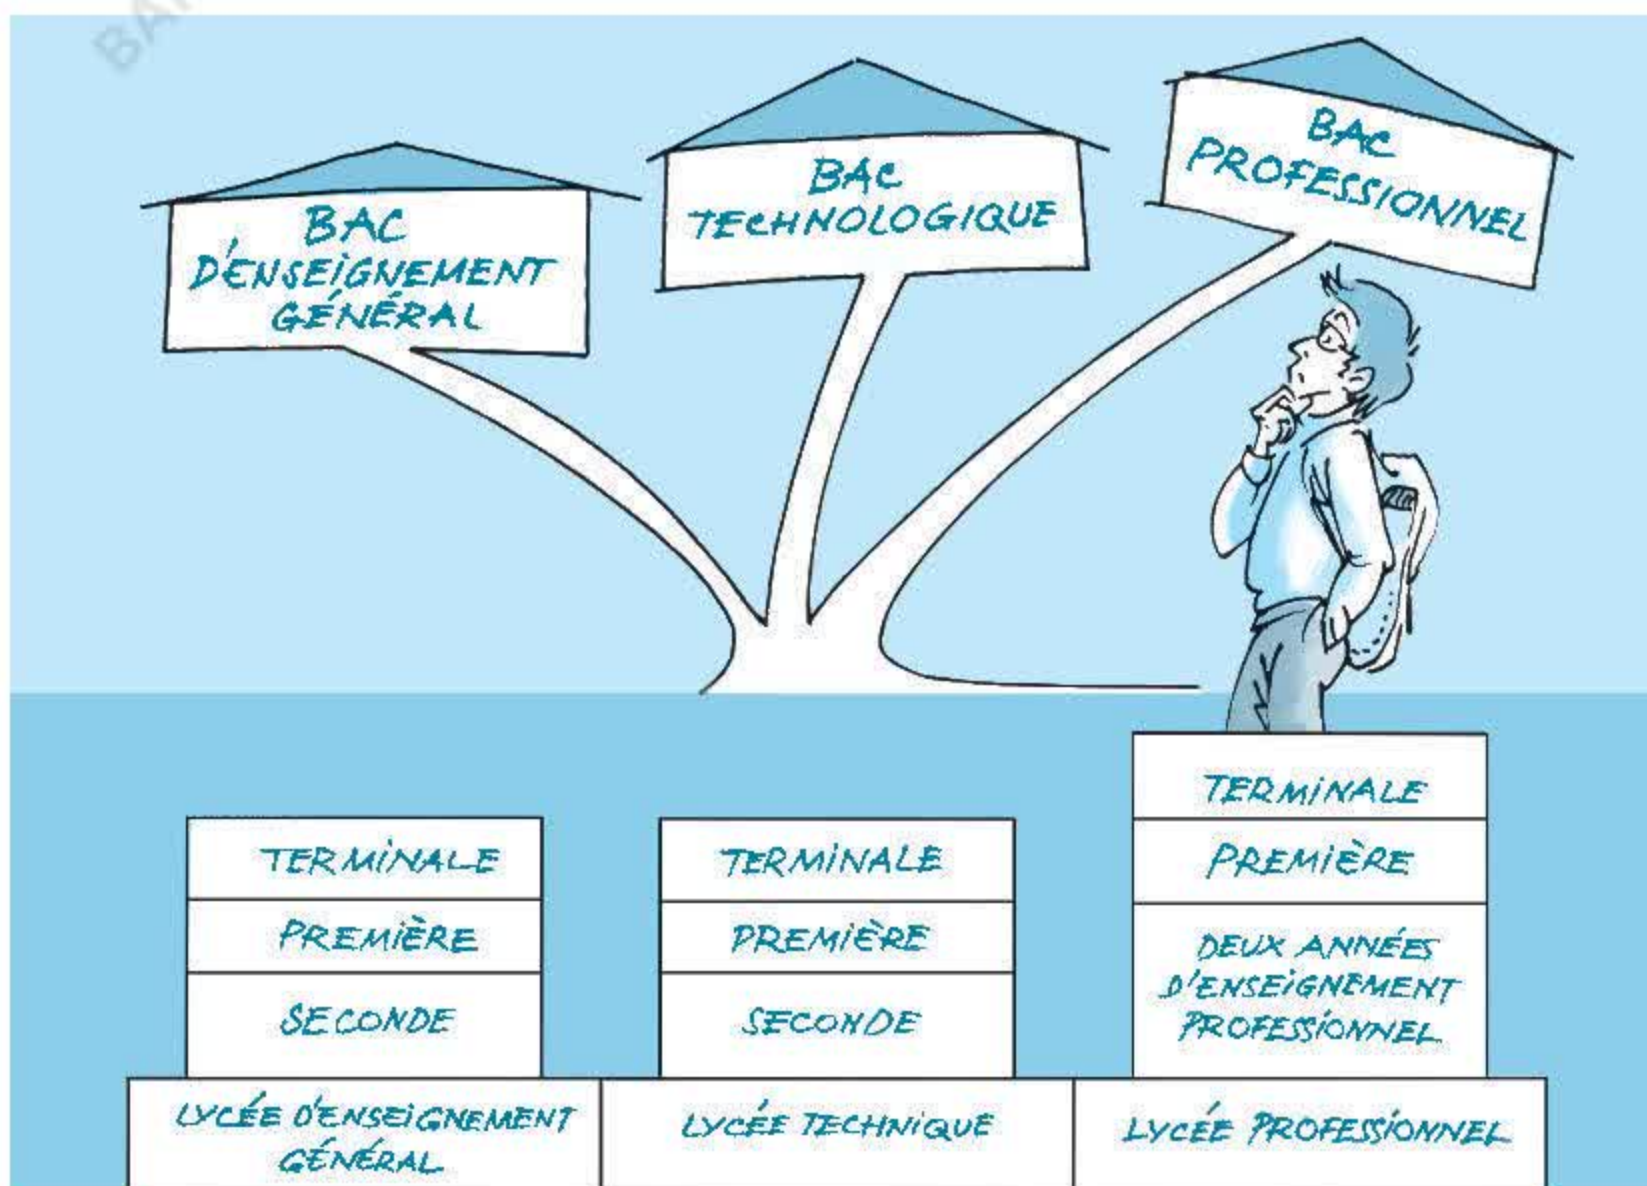 BAC
D'ENSEIGNEMENT
GÉNÉRAL
BAC
TECHNOLOGIQUE
BAC
PROFESSIONNEL
TERMINALE
PREMIÈRE
SECONDE
LYCÉE D'ENSEIGNEMENT
GÉNÉRAL
TERMINALE
PREMIÈRE
SECONDE
LYCÉE TECHNIQUE
TERMINALE
PREMIÈRE
DEUX ANNÉES
D'ENSEIGNEMENT
PROFESSIONNEL
LYCÉE PROFESSIONNEL